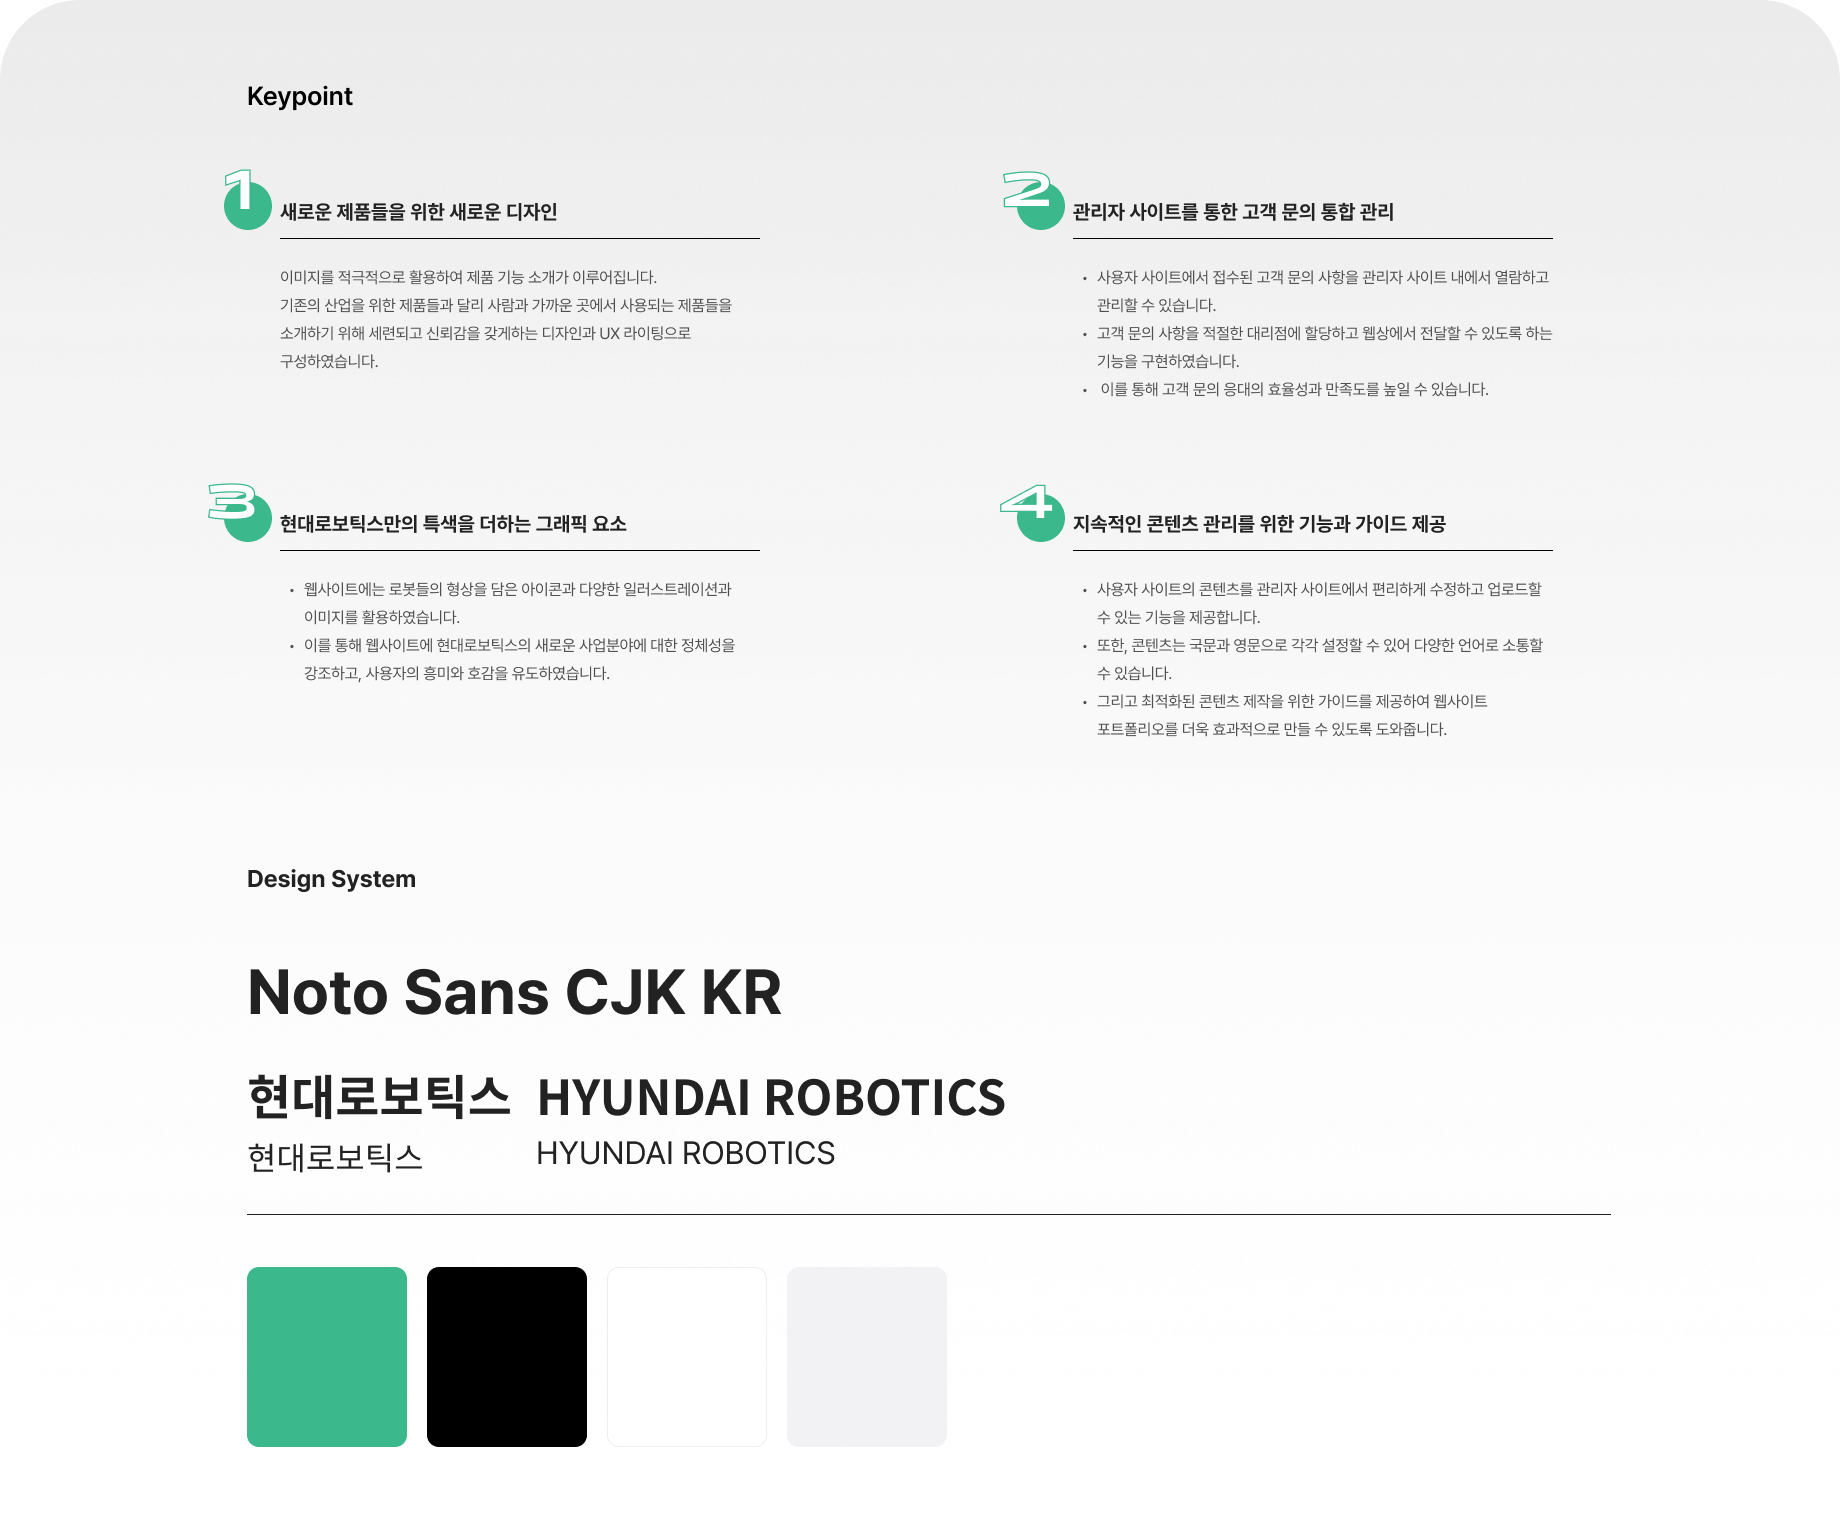 Keypoint
1
새로운 제품들을 위한 새로운 디자인
이미지를 적극적으로 활용하여 제품 기능 소개가 이루어집니다.
기존의 산업을 위한 제품들과 달리 사람과 가까운 곳에서 사용되는 제품들을
소개하기 위해 세련되고 신뢰감을 갖게하는 디자인과 UX 라이팅으로
구성하였습니다.
2
관리자 사이트를 통한 고객 문의 통합 관리
• 사용자 사이트에서 접수된 고객 문의 사항을 관리자 사이트 내에서 열람하고
관리할 수 있습니다.
• 고객 문의 사항을 적절한 대리점에 할당하고 웹상에서 전달할 수 있도록 하는
기능을 구현하였습니다.
• 이를 통해 고객 문의 응대의 효율성과 만족도를 높일 수 있습니다.
3
현대로보틱스만의 특색을 더하는 그래픽 요소
• 웹사이트에는 로봇들의 형상을 담은 아이콘과 다양한 일러스트레이션과
이미지를 활용하였습니다.
• 이를 통해 웹사이트에 현대로보틱스의 새로운 사업분야에 대한 정체성을
강조하고, 사용자의 흥미와 호감을 유도하였습니다.
4
지속적인 콘텐츠 관리를 위한 기능과 가이드 제공
• 사용자 사이트의 콘텐츠를 관리자 사이트에서 편리하게 수정하고 업로드할
수 있는 기능을 제공합니다.
• 또한, 콘텐츠는 국문과 영문으로 각각 설정할 수 있어 다양한 언어로 소통할
수 있습니다.
• 그리고 최적화된 콘텐츠 제작을 위한 가이드를 제공하여 웹사이트
포트폴리오를 더욱 효과적으로 만들 수 있도록 도와줍니다.
Design System
Noto Sans CJK KR
현대로보틱스 HYUNDAI ROBOTICS
현대로보틱스 HYUNDAI ROBOTICS